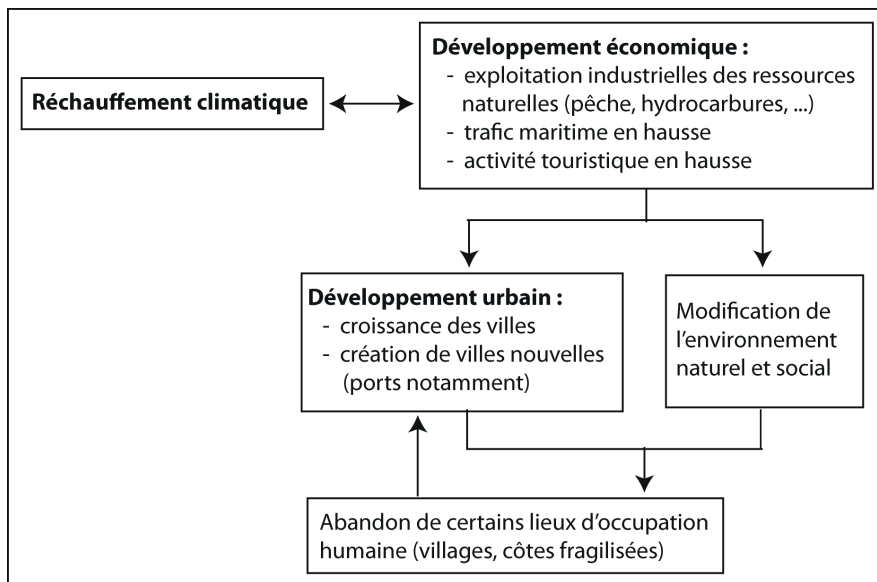 Développement économique :
- exploitation industrielles des ressources
naturelles (pêche, hydrocarbures, ...)
- trafic maritime en hausse
- activité touristique en hausse
Réchauffement climatique
Développement urbain :
- croissance des villes
- création de villes nouvelles
(ports notamment)
Modification de
l'environnement
naturel et social
Abandon de certains lieux d'occupation
humaine (villages, côtes fragilisées)